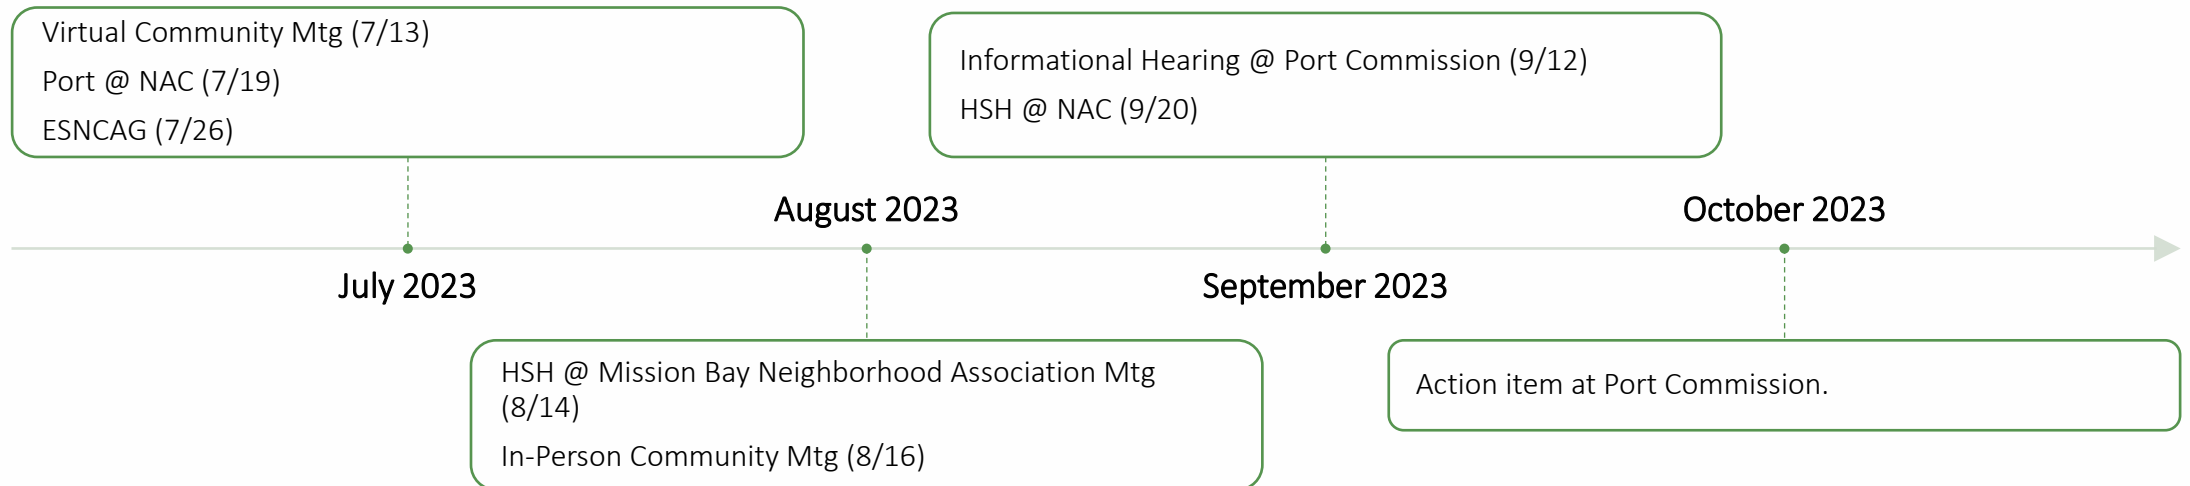 Virtual Community Mtg (7/13)
Port @ NAC (7/19)
ESNCAG (7/26)
Informational Hearing @ Port Commission (9/12)
HSH @ NAC (9/20)
August 2023
October 2023
July 2023
September 2023
HSH @ Mission Bay Neighborhood Association Mtg
(8/14)
In-Person Community Mtg (8/16)
Action item at Port Commission.